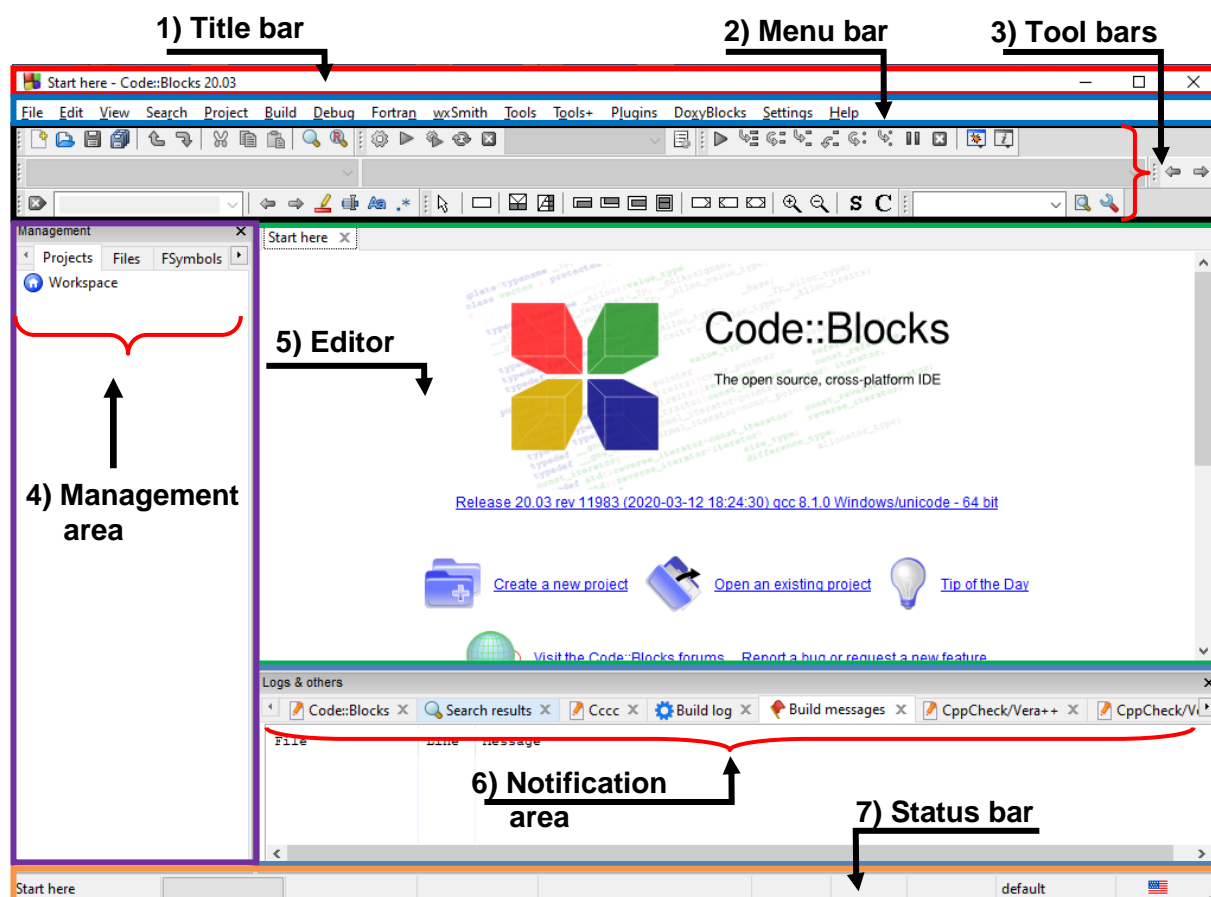 1) Title bar
2) Menu bar
3) Tool bars
Start here - Code::Blocks 20.03
File Edit View Search Project Build Debug Fortran wxSmith Tools Tools+ Plugins DoxyBlocks Settings Help
Aa .* S C
Management
Projects Files FSymbols
Workspace
Start here
Code::Blocks
The open source, cross-platform IDE
5) Editor
4) Management
area
Release 20.03 rev 11983 (2020-03-12 18:24:30) gcc 8.1.0 Windows/unicode - 64 bit
Create a new project Open an existing project Tip of the Day
Visit the Code::Blocks forums Report a bug or request a new feature
Logs & others
Code::Blocks Search results Cccc Build log Build messages CppCheck/Vera++
File Line Message
6) Notification
area
7) Status bar
Start here default